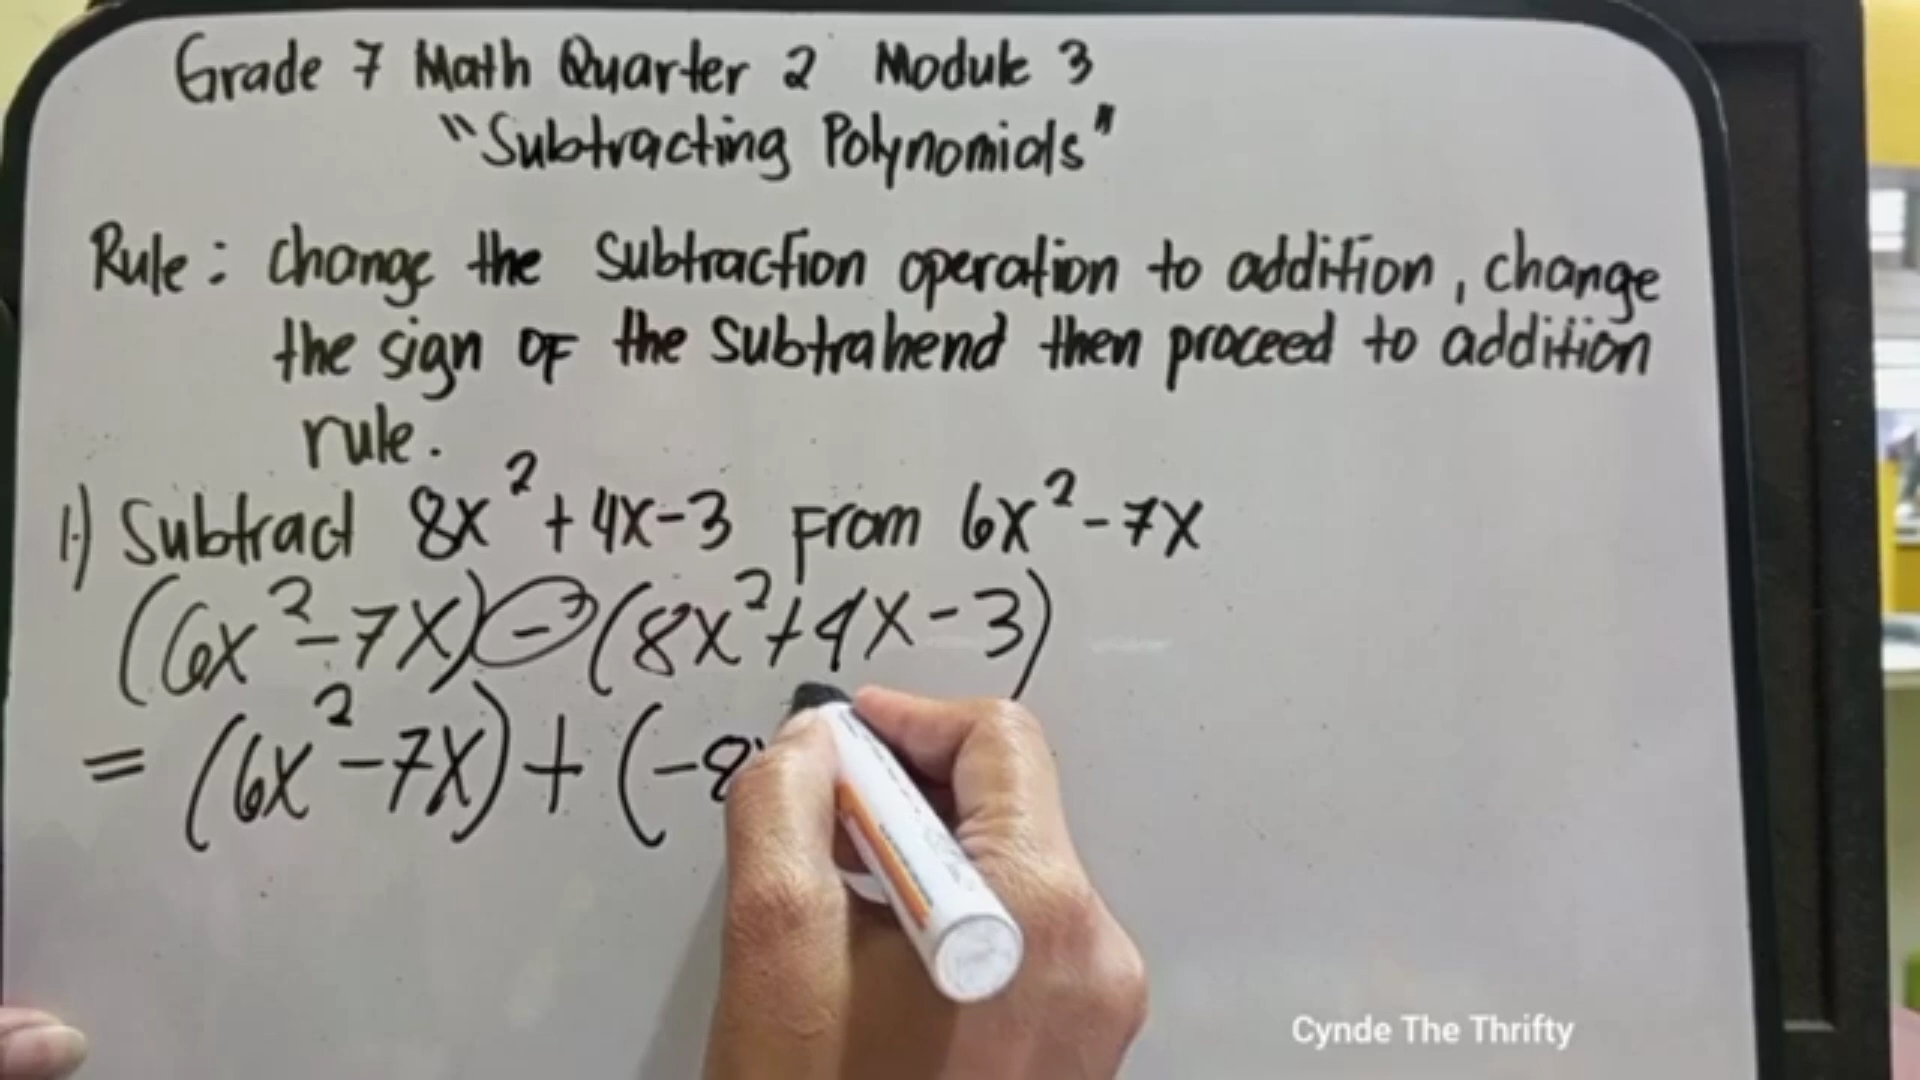 Grade 7 Math Quarter 2 Module 3
"Subtracting Polynomials"
Rule: change the subtraction operation to addition, change
the sign OF the subtrahend then proceed to addition
rule.
1.) Subtract 8x²+4x-3 From 6x²-7x
(6x²-7x)-(8x²+4x-3)
= (6x²-7x)+(-8
Cynde The Thrifty